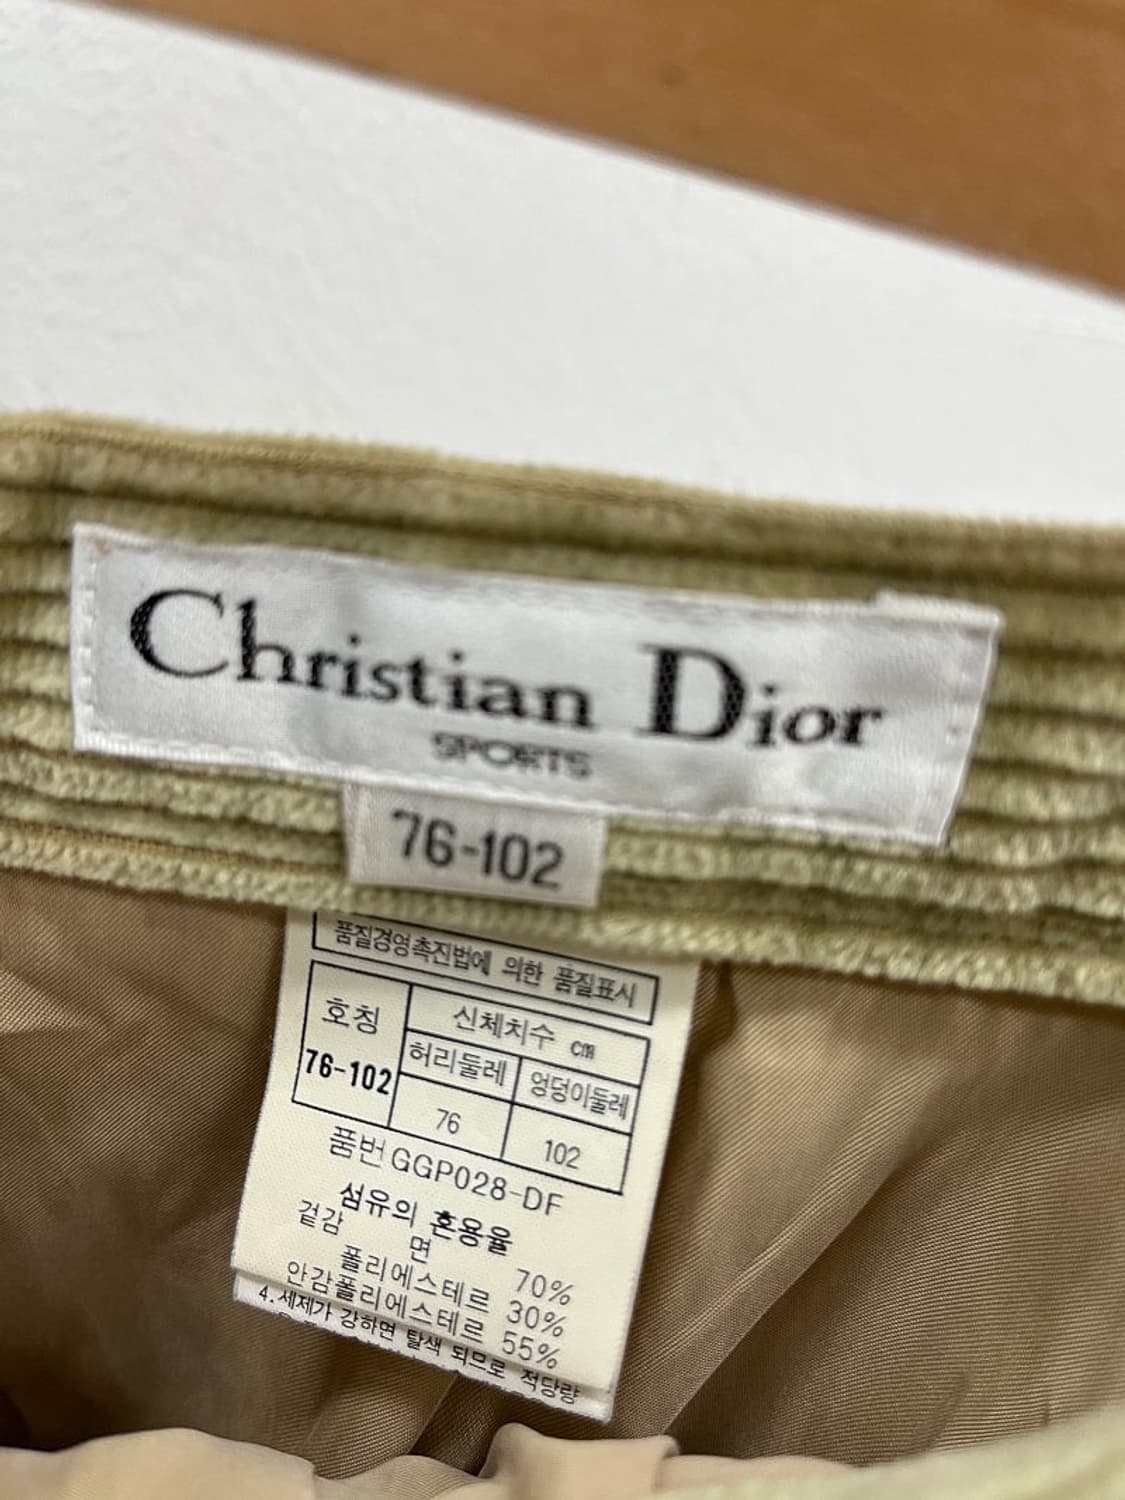 Christian Dior
SPORTS
76-102
품질경영촉진법에 의한 품질표시
호칭 신체치수 cm
허리둘레 엉덩이둘레
76-102 76 102
품번 GGP028-DF
섬유의 혼용율
겉감 면 70%
폴리에스테르 30%
안감폴리에스테르 55%
4. 세제가 강하면 탈색 되므로 적당량